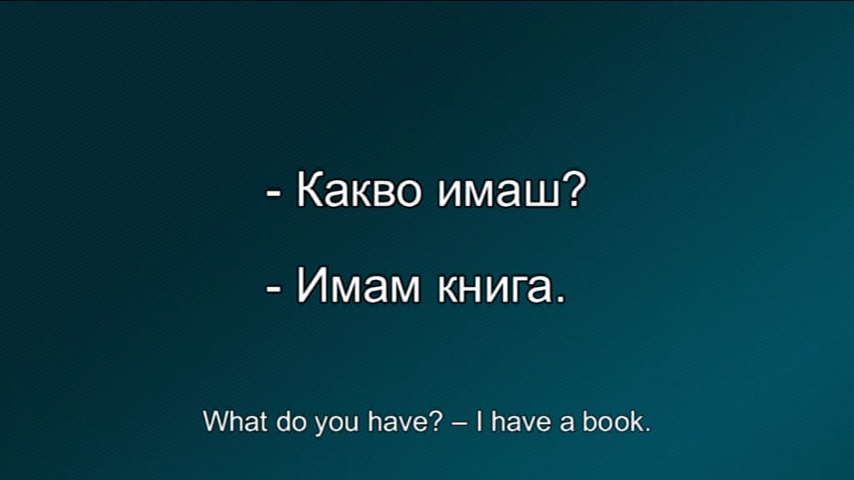 - Какво имаш?
- Имам книга.
What do you have? – I have a book.